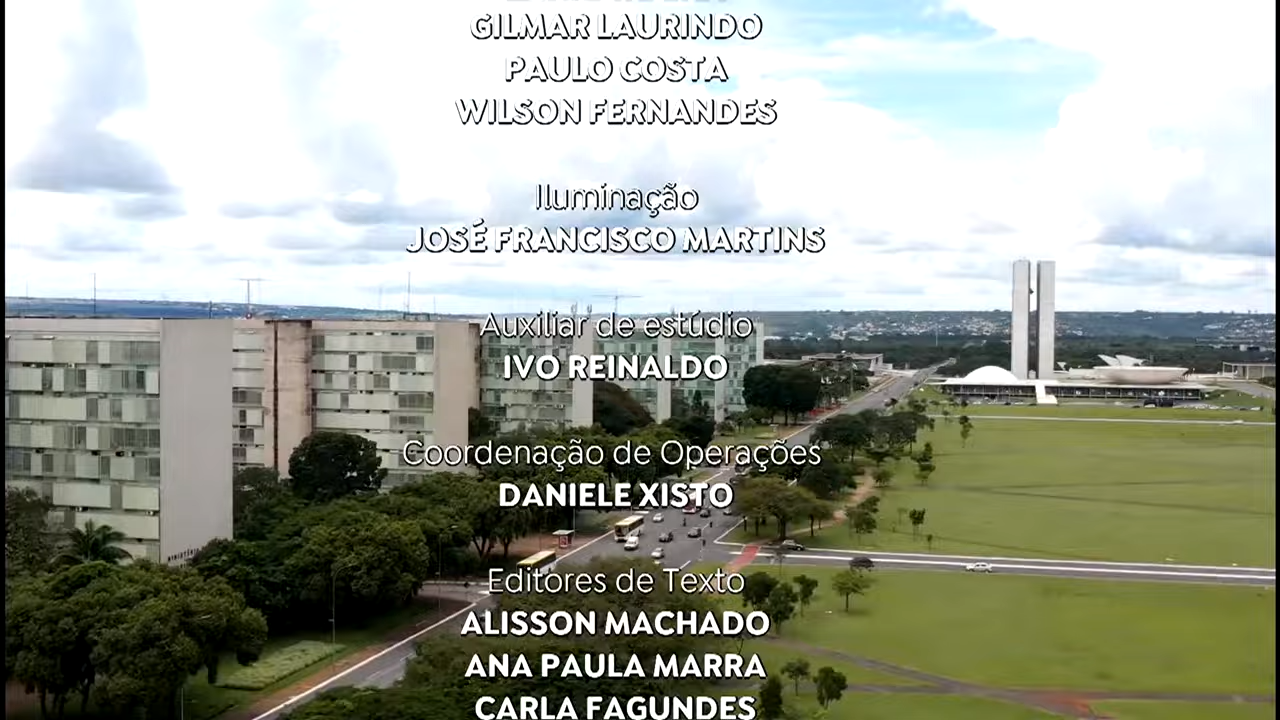 GILMAR LAURINDO
PAULO COSTA
WILSON FERNANDES
Iluminação
JOSÉ FRANCISCO MARTINS
Auxiliar de estúdio
IVO REINALDO
Coordenação de Operações
DANIELE XISTO
Editores de Texto
ALISSON MACHADO
ANA PAULA MARRA
CARLA FAGUNDES